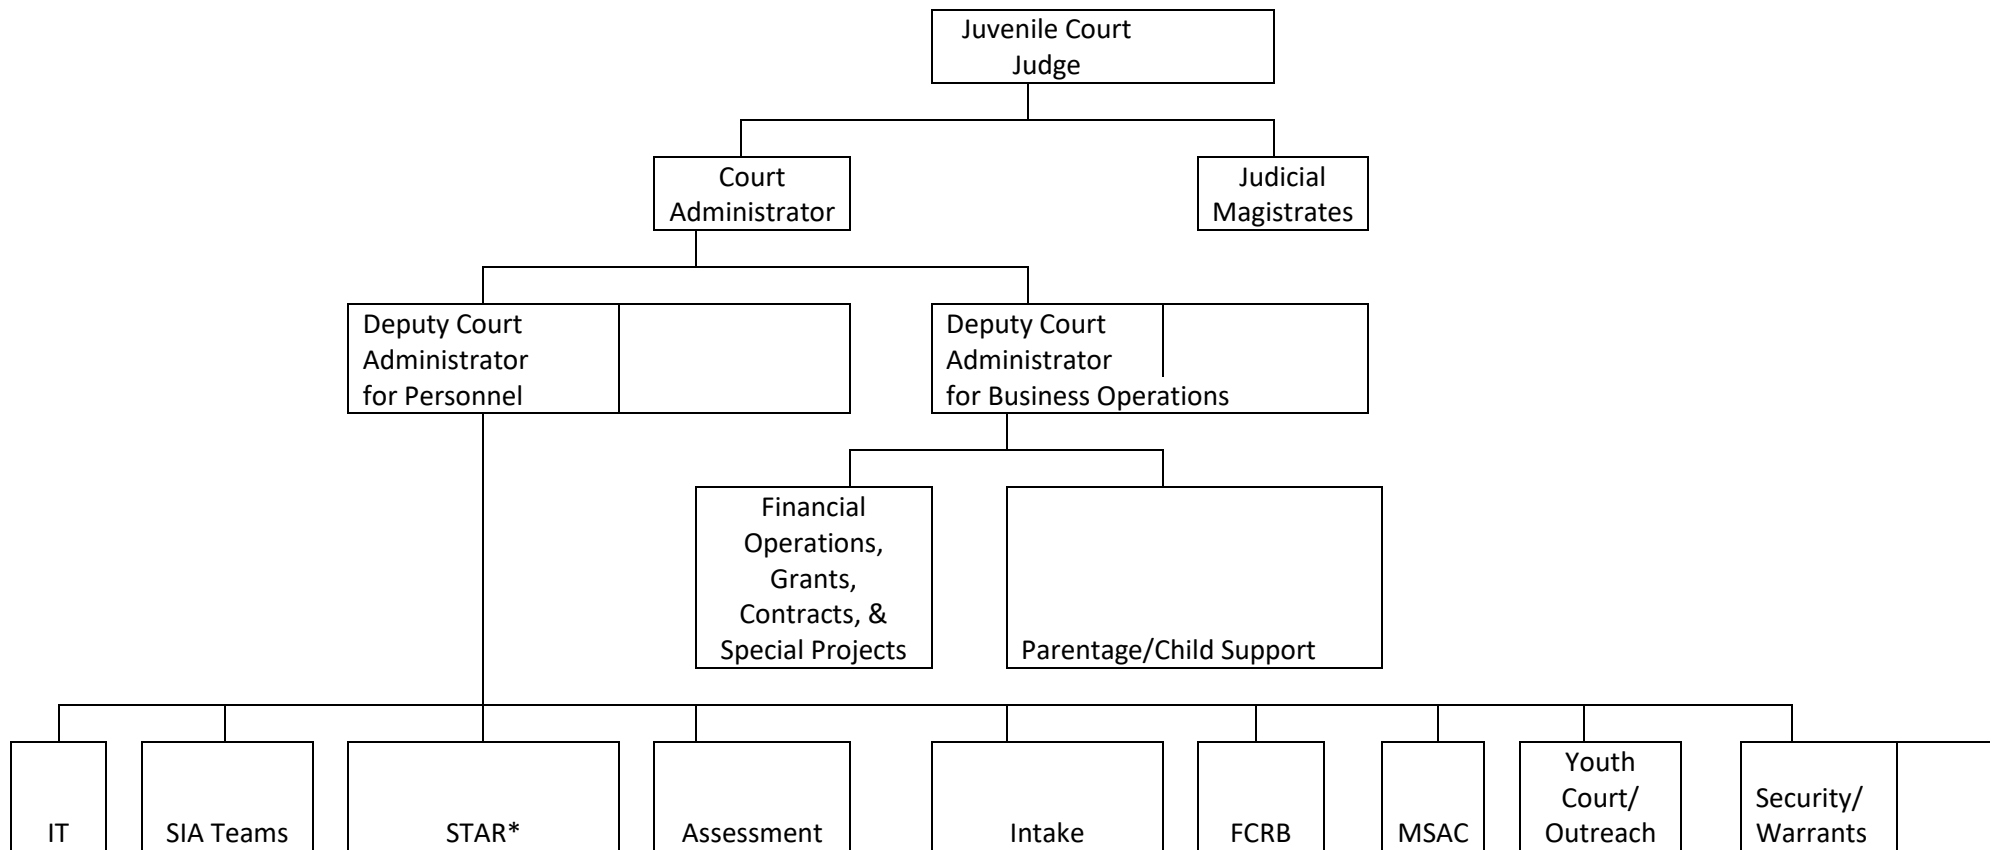 Juvenile Court
Judge
Court
Administrator
Judicial
Magistrates
Deputy Court
Administrator
for Personnel
Deputy Court
Administrator
for Business Operations
Financial
Operations,
Grants,
Contracts, &
Special Projects
Parentage/Child Support
IT
SIA Teams
STAR*
Assessment
Intake
FCRB
MSAC
Youth
Court/
Outreach
Security/
Warrants